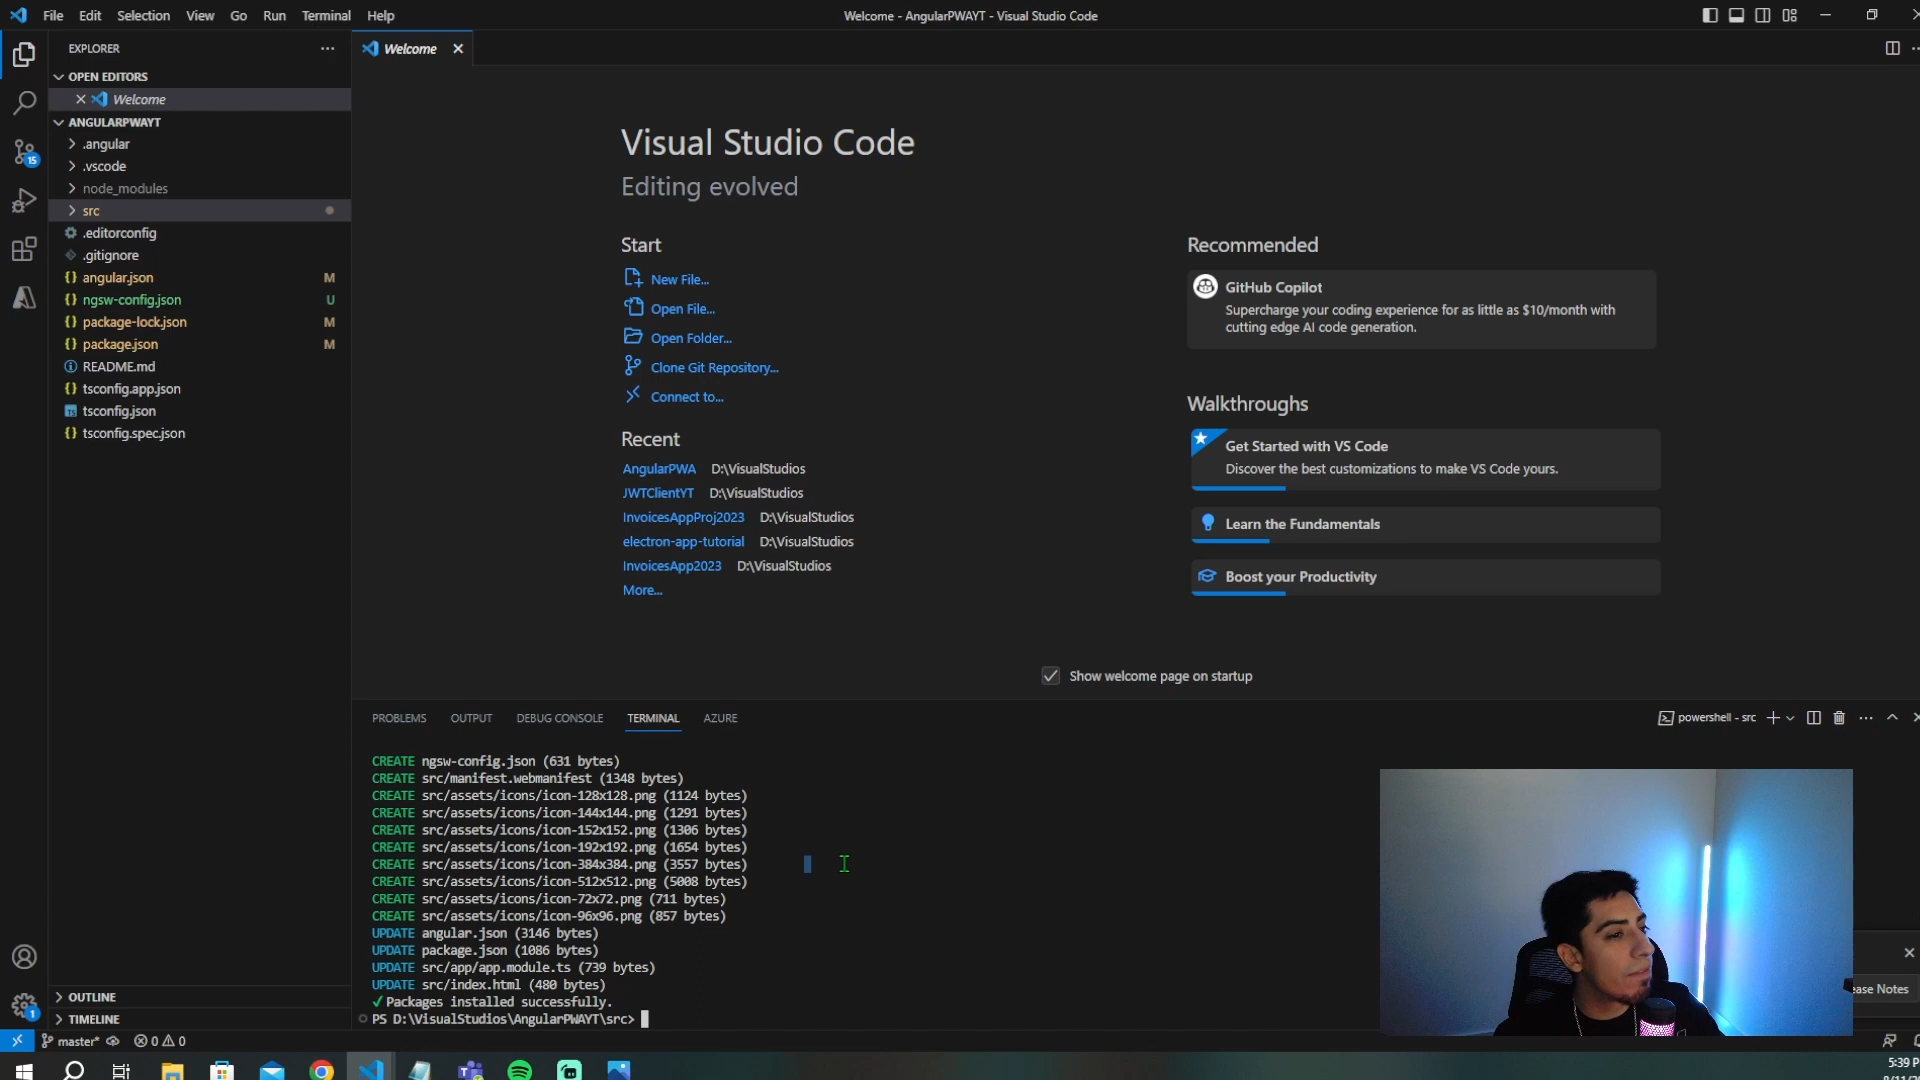 File Edit Selection View Go Run Terminal Help
Welcome - AngularPWAYT - Visual Studio Code
EXPLORER
OPEN EDITORS
Welcome
ANGULARPWAYT
.angular
.vscode
node_modules
src
.editorconfig
.gitignore
angular.json M
ngsw-config.json U
package-lock.json M
package.json M
README.md
tsconfig.app.json
tsconfig.json
tsconfig.spec.json
OUTLINE
TIMELINE
15
1
Welcome
Visual Studio Code
Editing evolved
Start
New File...
Open File...
Open Folder...
Clone Git Repository...
Connect to...
Recent
AngularPWA D:\VisualStudios
JWTClientYT D:\VisualStudios
InvoicesAppProj2023 D:\VisualStudios
electron-app-tutorial D:\VisualStudios
InvoicesApp2023 D:\VisualStudios
More...
Recommended
GitHub Copilot
Supercharge your coding experience for as little as $10/month with
cutting edge AI code generation.
Walkthroughs
Get Started with VS Code
Discover the best customizations to make VS Code yours.
Learn the Fundamentals
Boost your Productivity
Show welcome page on startup
PROBLEMS OUTPUT DEBUG CONSOLE TERMINAL AZURE
powershell - src
CREATE ngsw-config.json (631 bytes)
CREATE src/manifest.webmanifest (1348 bytes)
CREATE src/assets/icons/icon-128x128.png (1124 bytes)
CREATE src/assets/icons/icon-144x144.png (1291 bytes)
CREATE src/assets/icons/icon-152x152.png (1306 bytes)
CREATE src/assets/icons/icon-192x192.png (1654 bytes)
CREATE src/assets/icons/icon-384x384.png (3557 bytes)
CREATE src/assets/icons/icon-512x512.png (5008 bytes)
CREATE src/assets/icons/icon-72x72.png (711 bytes)
CREATE src/assets/icons/icon-96x96.png (857 bytes)
UPDATE angular.json (3146 bytes)
UPDATE package.json (1086 bytes)
UPDATE src/app/app.module.ts (739 bytes)
UPDATE src/index.html (480 bytes)
✓ Packages installed successfully.
PS D:\VisualStudios\AngularPWAYT\src>
ease Notes
master* 0 0
5:39 P